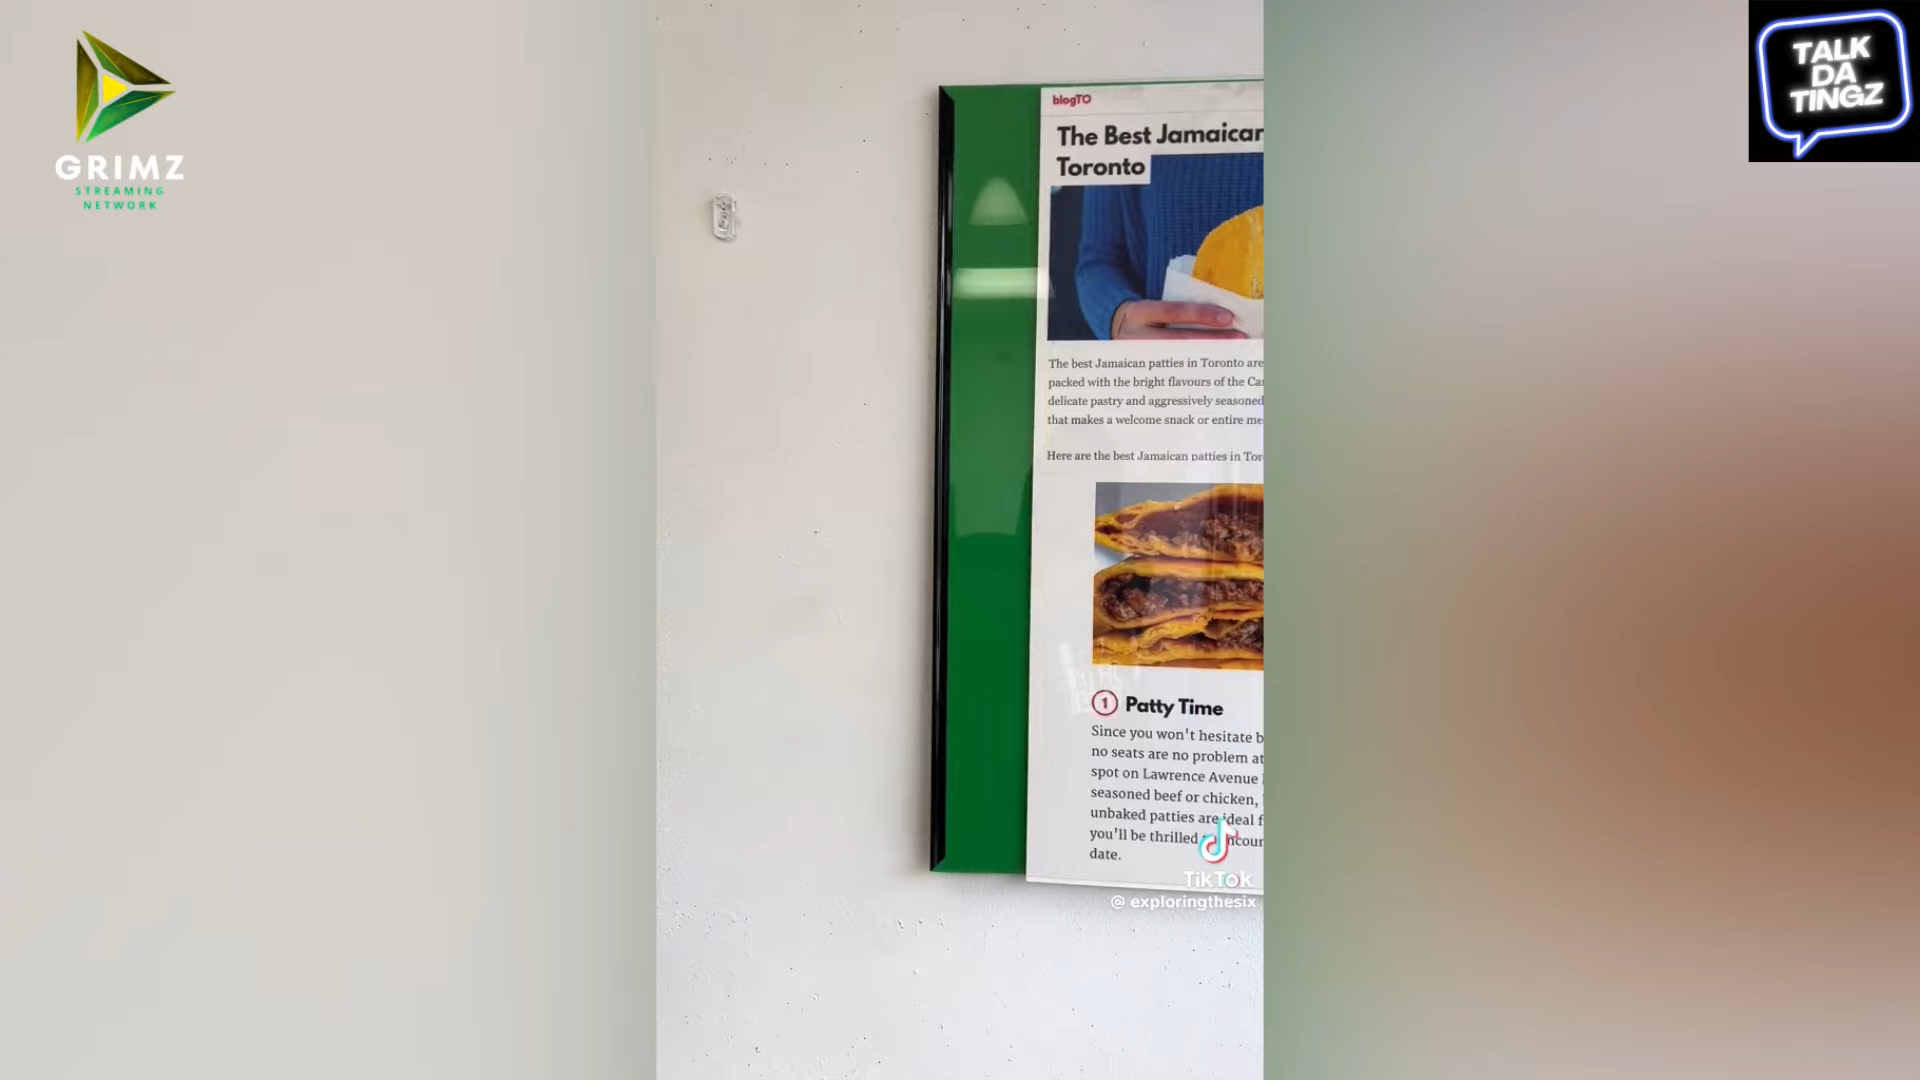 GRIMZ
STREAMING
NETWORK
TALK
DA
TINGZ
blogTO
The Best Jamaican
Toronto
The best Jamaican patties in Toronto are
packed with the bright flavours of the
delicate pastry and aggressively seasoned
that makes a welcome snack or entire
Here are the best Jamaican patties in
1 Patty Time
Since you won't hesitate
no seats are no problem at
spot on Lawrence Avenue
seasoned beef or chicken,
unbaked patties are ideal
you'll be thrilled
date.
TikTok
@ exploringthesix